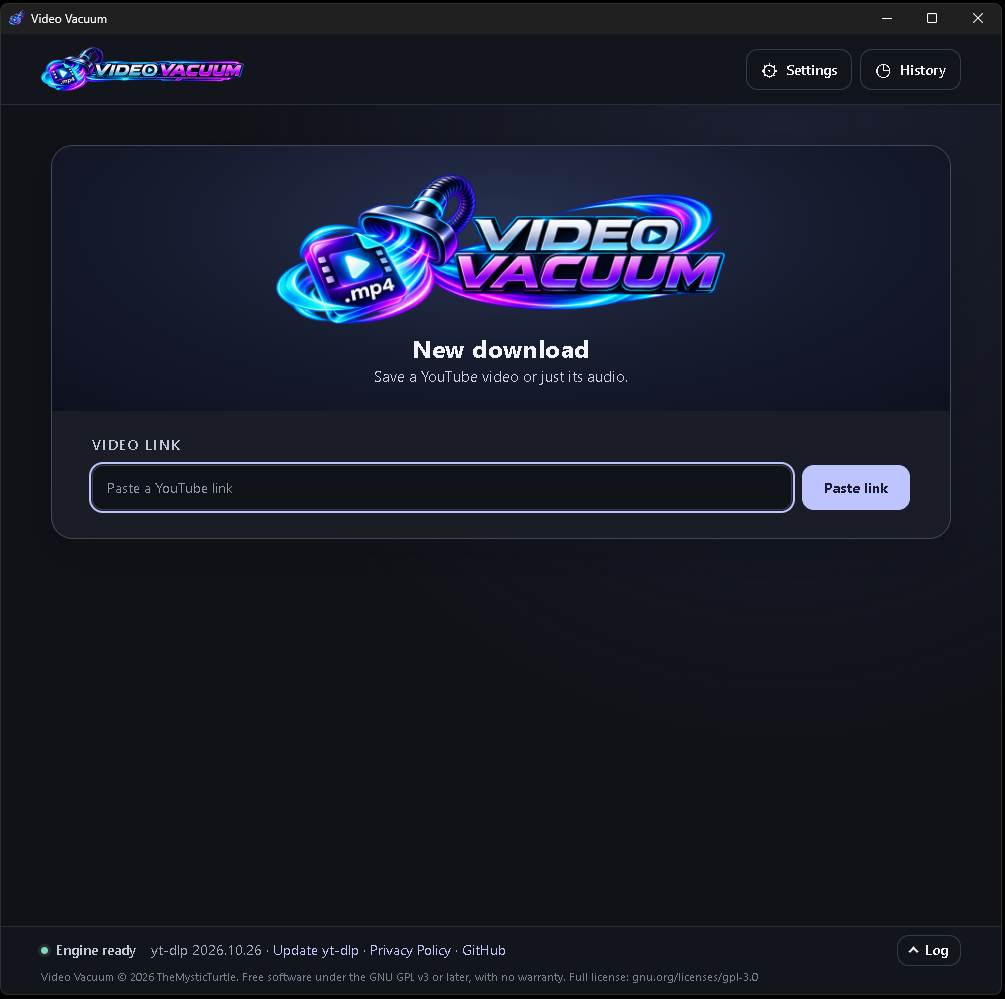 Video Vacuum
.mp4 VIDEO VACUUM
Settings
History
VIDEO
VACUUM
.mp4
New download
Save a YouTube video or just its audio.
VIDEO LINK
Paste a YouTube link
Paste link
Engine ready yt-dlp 2026.10.26 · Update yt-dlp · Privacy Policy · GitHub
Log
Video Vacuum © 2026 TheMysticTurtle. Free software under the GNU GPL v3 or later, with no warranty. Full license: gnu.org/licenses/gpl-3.0